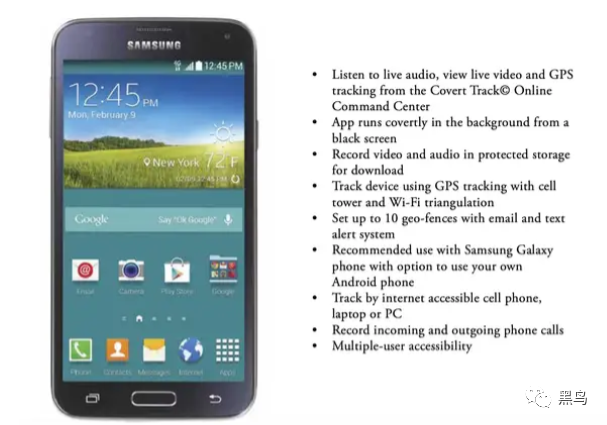 SAMSUNG
12:45 PM
12:45 PM
Mon, February 9
New York 72°F
Google
Say "Ok Google"
Email
Camera
Play Store
Google
Phone
Contacts
Messages
Internet
Apps
• Listen to live audio, view live video and GPS
tracking from the Covert Track© Online
Command Center
• App runs covertly in the background from a
black screen
• Record video and audio in protected storage
for download
• Track device using GPS tracking with cell
tower and Wi-Fi triangulation
• Set up to 10 geo-fences with email and text
alert system
• Recommended use with Samsung Galaxy
phone with option to use your own
Android phone
• Track by internet accessible cell phone,
laptop or PC
• Record incoming and outgoing phone calls
• Multiple-user accessibility
黑鸟